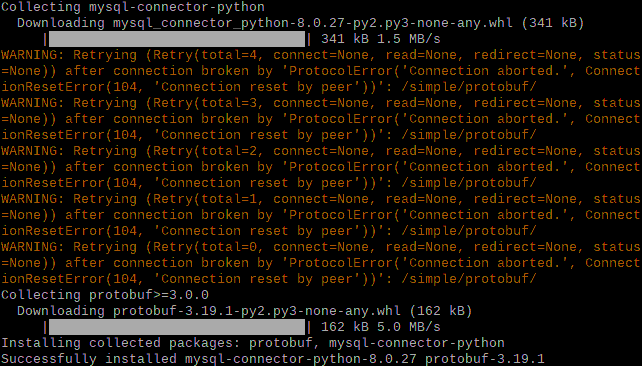 Collecting mysql-connector-python
Downloading mysql_connector_python-8.0.27-py2.py3-none-any.whl (341 kB)
| | 341 kB 1.5 MB/s
WARNING: Retrying (Retry(total=4, connect=None, read=None, redirect=None, status
=None)) after connection broken by 'ProtocolError('Connection aborted.', Connect
ionResetError(104, 'Connection reset by peer'))': /simple/protobuf/
WARNING: Retrying (Retry(total=3, connect=None, read=None, redirect=None, status
=None)) after connection broken by 'ProtocolError('Connection aborted.', Connect
ionResetError(104, 'Connection reset by peer'))': /simple/protobuf/
WARNING: Retrying (Retry(total=2, connect=None, read=None, redirect=None, status
=None)) after connection broken by 'ProtocolError('Connection aborted.', Connect
ionResetError(104, 'Connection reset by peer'))': /simple/protobuf/
WARNING: Retrying (Retry(total=1, connect=None, read=None, redirect=None, status
=None)) after connection broken by 'ProtocolError('Connection aborted.', Connect
ionResetError(104, 'Connection reset by peer'))': /simple/protobuf/
WARNING: Retrying (Retry(total=0, connect=None, read=None, redirect=None, status
=None)) after connection broken by 'ProtocolError('Connection aborted.', Connect
ionResetError(104, 'Connection reset by peer'))': /simple/protobuf/
Collecting protobuf>=3.0.0
Downloading protobuf-3.19.1-py2.py3-none-any.whl (162 kB)
| | 162 kB 5.0 MB/s
Installing collected packages: protobuf, mysql-connector-python
Successfully installed mysql-connector-python-8.0.27 protobuf-3.19.1